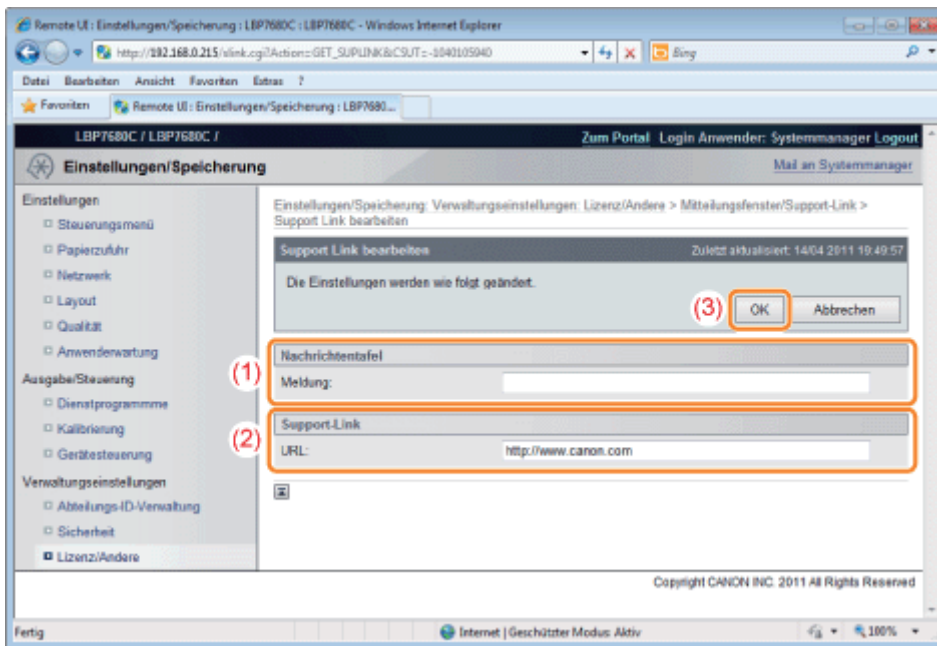 Remote UI : Einstellungen/Speicherung : LBP7680C : LBP7680C - Windows Internet Explorer
http://192.168.0.215/slink.cgi?Action=GET_SUPLINK&CSUT=-1040105940
Bing
Datei Bearbeiten Ansicht Favoriten Extras ?
Favoriten
Remote UI : Einstellungen/Speicherung : LBP7680...
LBP7680C / LBP7680C /
Zum Portal Login Anwender: Systemmanager Logout
Einstellungen/Speicherung
Mail an Systemmanager
Einstellungen
Steuerungsmenü
Papierzufuhr
Netzwerk
Layout
Qualität
Anwenderwartung
Ausgabe/Steuerung
Dienstprogrammme
Kalibrierung
Gerätesteuerung
Verwaltungseinstellungen
Abteilungs-ID-Verwaltung
Sicherheit
Lizenz/Andere
Einstellungen/Speicherung: Verwaltungseinstellungen: Lizenz/Andere > Mitteilungsfenster/Support-Link >
Support Link bearbeiten
Support Link bearbeiten
Zuletzt aktualisiert: 14/04 2011 19:49:57
Die Einstellungen werden wie folgt geändert.
(3)
OK
Abbrechen
(1)
Nachrichtentafel
Meldung:
(2)
Support-Link
URL:
http://www.canon.com
Copyright CANON INC. 2011 All Rights Reserved
Fertig
Internet | Geschützter Modus: Aktiv
100%